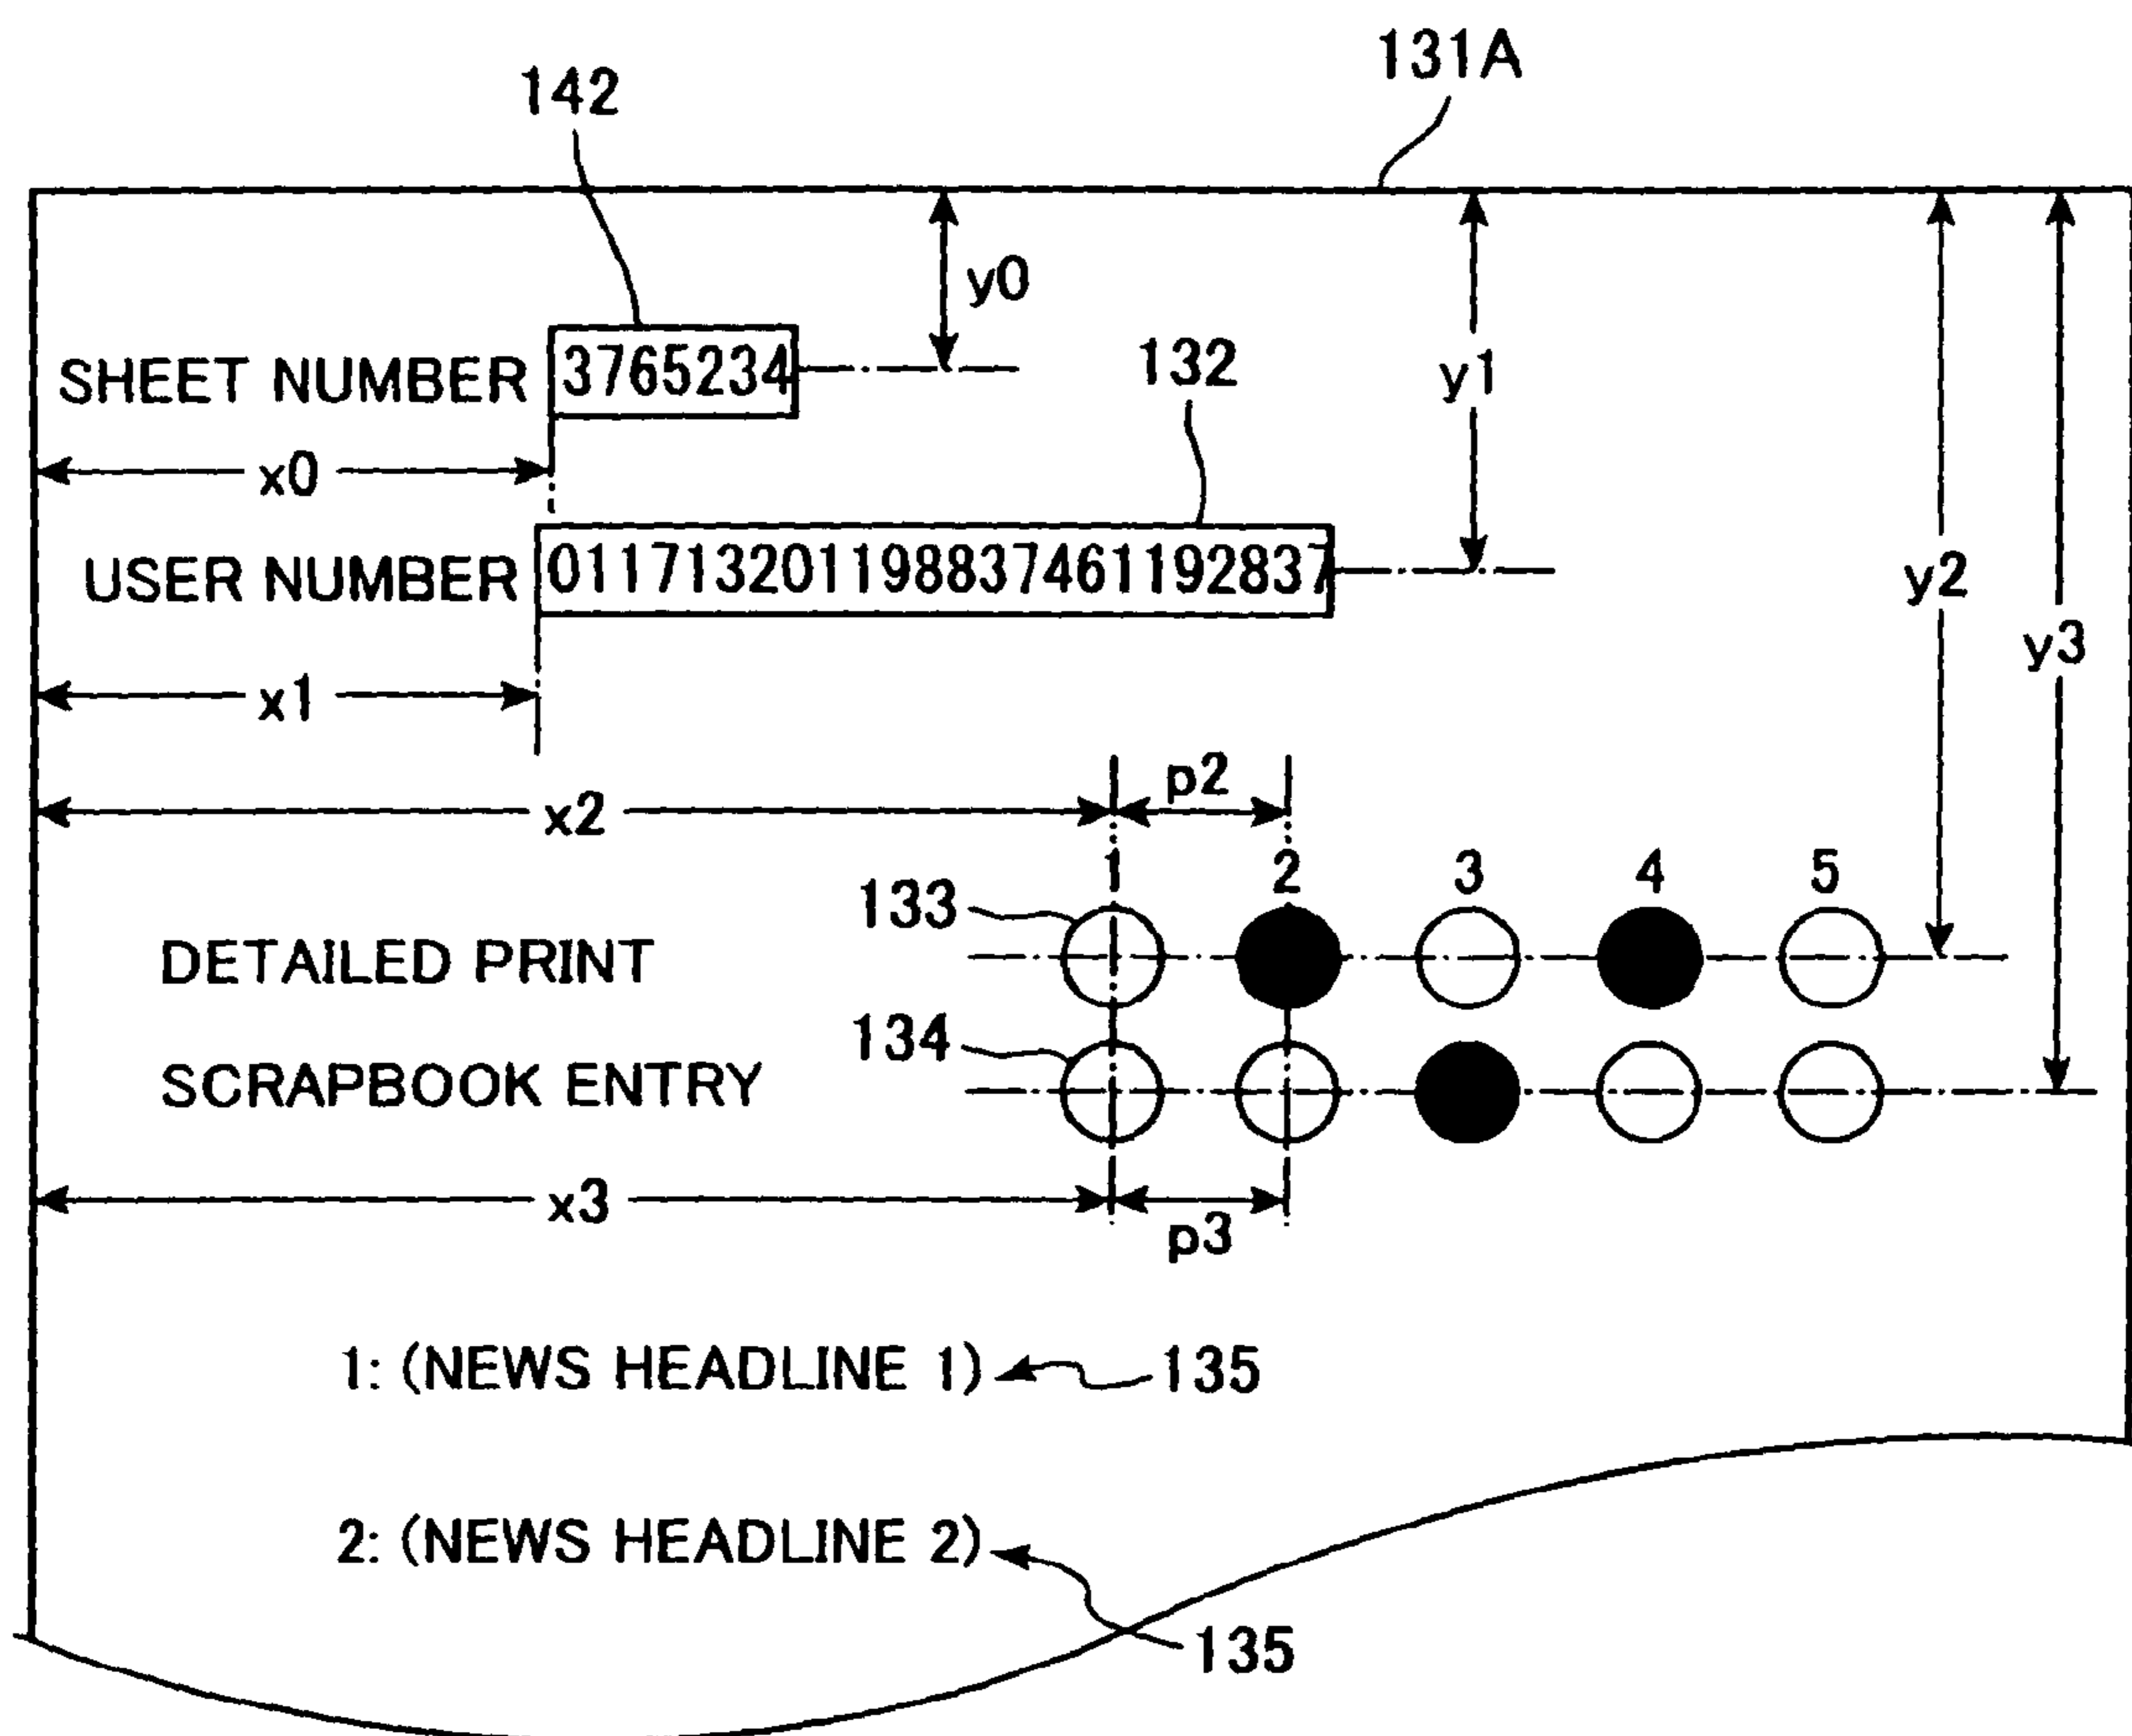 131A
142
y0
SHEET NUMBER 3765234
132
y1
x0
USER NUMBER 01171320119883746119 2837
y2
y3
x1
p2
x2
1 2 3 4 5
133
DETAILED PRINT
134
SCRAPBOOK ENTRY
x3
p3
1: (NEWS HEADLINE 1) 135
2: (NEWS HEADLINE 2)
135